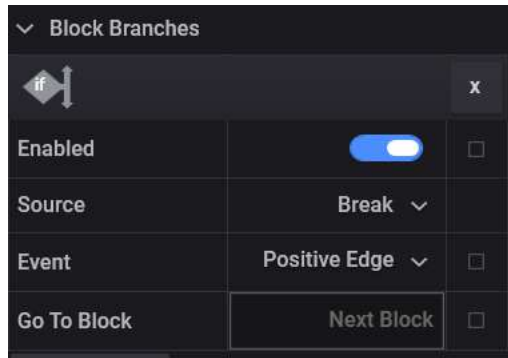 Block Branches
if
x
Enabled
Source Break
Event Positive Edge
Go To Block Next Block